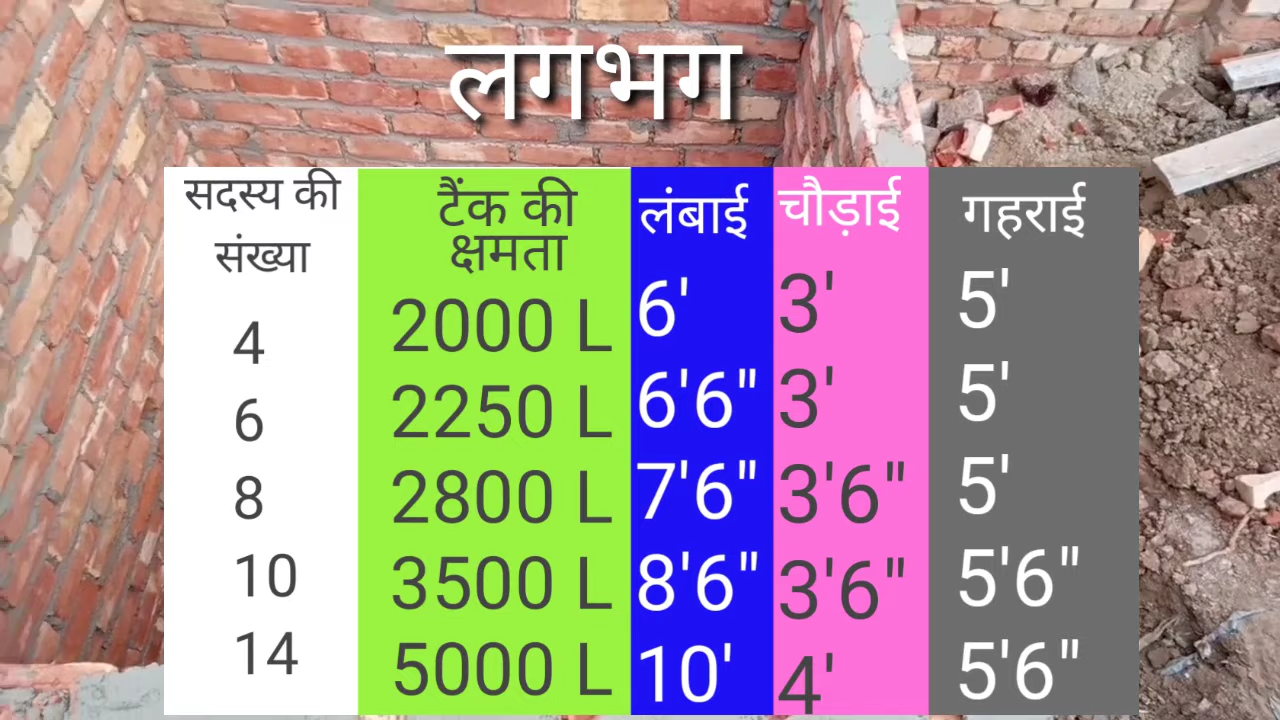 लगभग
सदस्य की संख्या टैंक की क्षमता लंबाई चौड़ाई गहराई
4 2000 L 6' 3' 5'
6 2250 L 6'6" 3' 5'
8 2800 L 7'6" 3'6" 5'
10 3500 L 8'6" 3'6" 5'6"
14 5000 L 10' 4' 5'6"